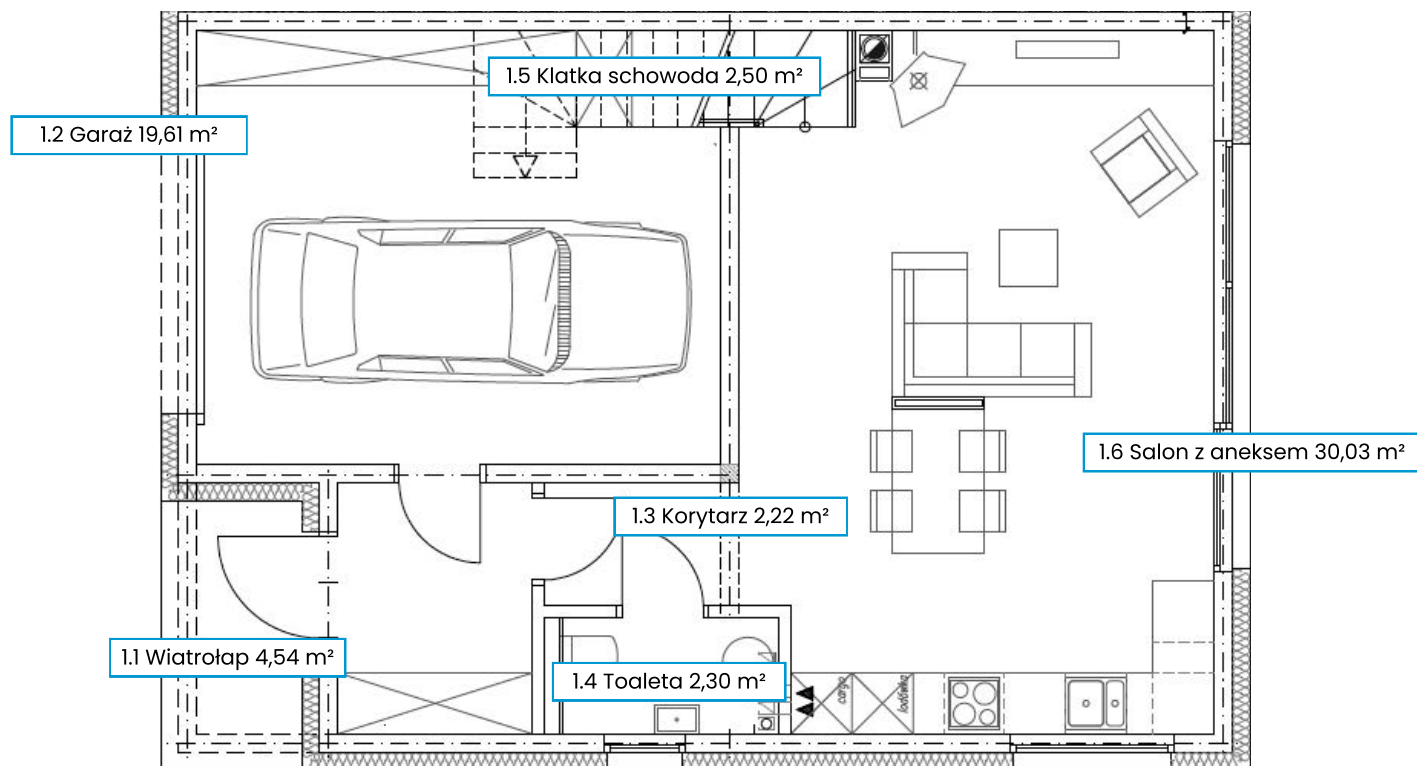 1.5 Klatka schowoda 2,50 m²
1.2 Garaż 19,61 m²
1.6 Salon z aneksem 30,03 m²
1.3 Korytarz 2,22 m²
1.1 Wiatrołap 4,54 m²
1.4 Toaleta 2,30 m²
cargo
lodówka